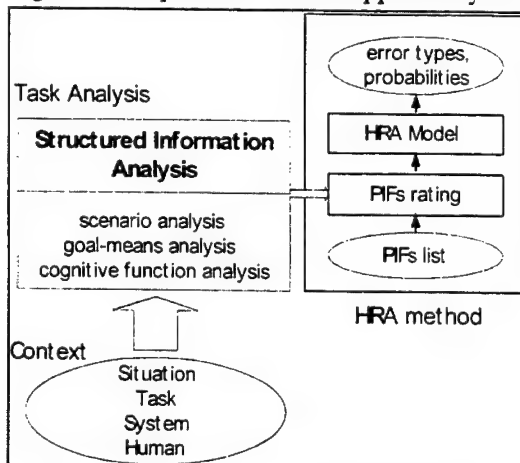 Task Analysis
Structured Information
Analysis
scenario analysis
goal-means analysis
cognitive function analysis
Context
Situation
Task
System
Human
error types,
probabilities
HRA Model
PIFs rating
PIFs list
HRA method